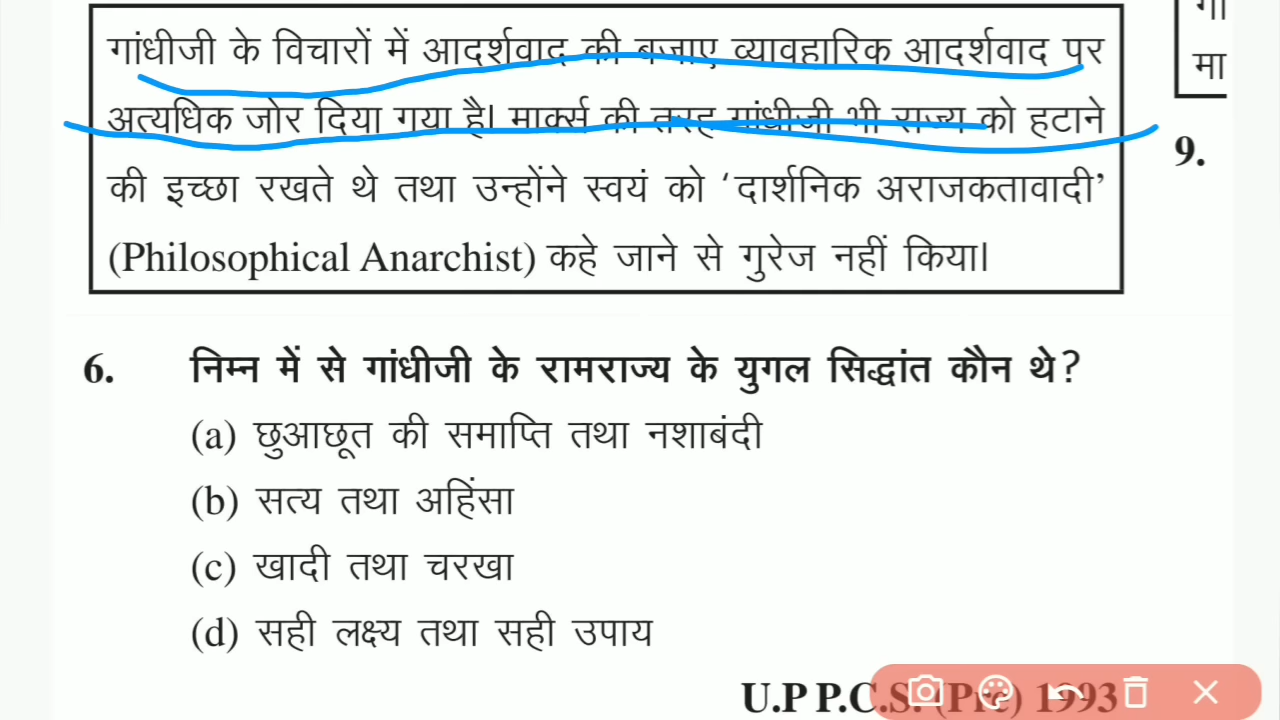 गांधीजी के विचारों में आदर्शवाद की बजाए व्यावहारिक आदर्शवाद पर
अत्यधिक जोर दिया गया है। मार्क्स की तरह गांधीजी भी राज्य को हटाने
की इच्छा रखते थे तथा उन्होंने स्वयं को ‘दार्शनिक अराजकतावादी’
(Philosophical Anarchist) कहे जाने से गुरेज नहीं किया।
6. निम्न में से गांधीजी के रामराज्य के युगल सिद्धांत कौन थे?
(a) छुआछूत की समाप्ति तथा नशाबंदी
(b) सत्य तथा अहिंसा
(c) खादी तथा चरखा
(d) सही लक्ष्य तथा सही उपाय
U.P P.C.S. (Pre) 1993
मा
9.